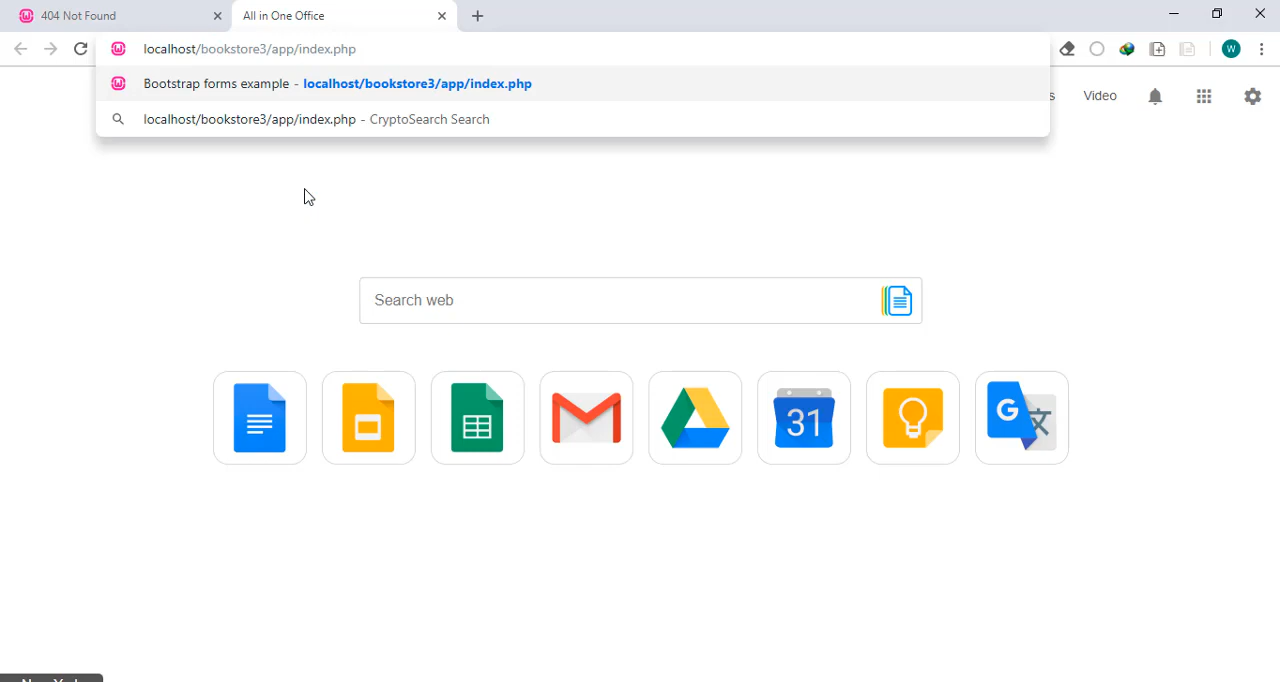 404 Not Found
All in One Office
localhost/bookstore3/app/index.php
Bootstrap forms example - localhost/bookstore3/app/index.php
localhost/bookstore3/app/index.php - CryptoSearch Search
W
s Video
Search web
31
G